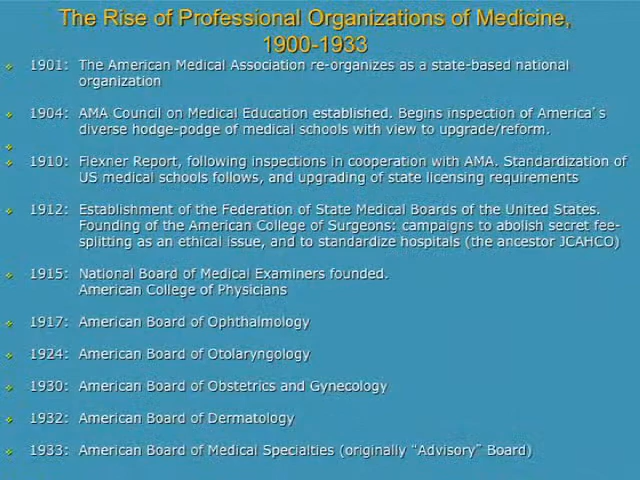 The Rise of Professional Organizations of Medicine,
1900-1933
1901: The American Medical Association re-organizes as a state-based national
organization
1904: AMA Council on Medical Education established. Begins inspection of America's
diverse hodge-podge of medical schools with view to upgrade/reform.
1910: Flexner Report, following inspections in cooperation with AMA. Standardization of
US medical schools follows, and upgrading of state licensing requirements
1912: Establishment of the Federation of State Medical Boards of the United States.
Founding of the American College of Surgeons: campaigns to abolish secret fee-
splitting as an ethical issue, and to standardize hospitals (the ancestor JCAHCO)
1915: National Board of Medical Examiners founded.
American College of Physicians
1917: American Board of Ophthalmology
1924: American Board of Otolaryngology
1930: American Board of Obstetrics and Gynecology
1932: American Board of Dermatology
1933: American Board of Medical Specialties (originally “Advisory” Board)